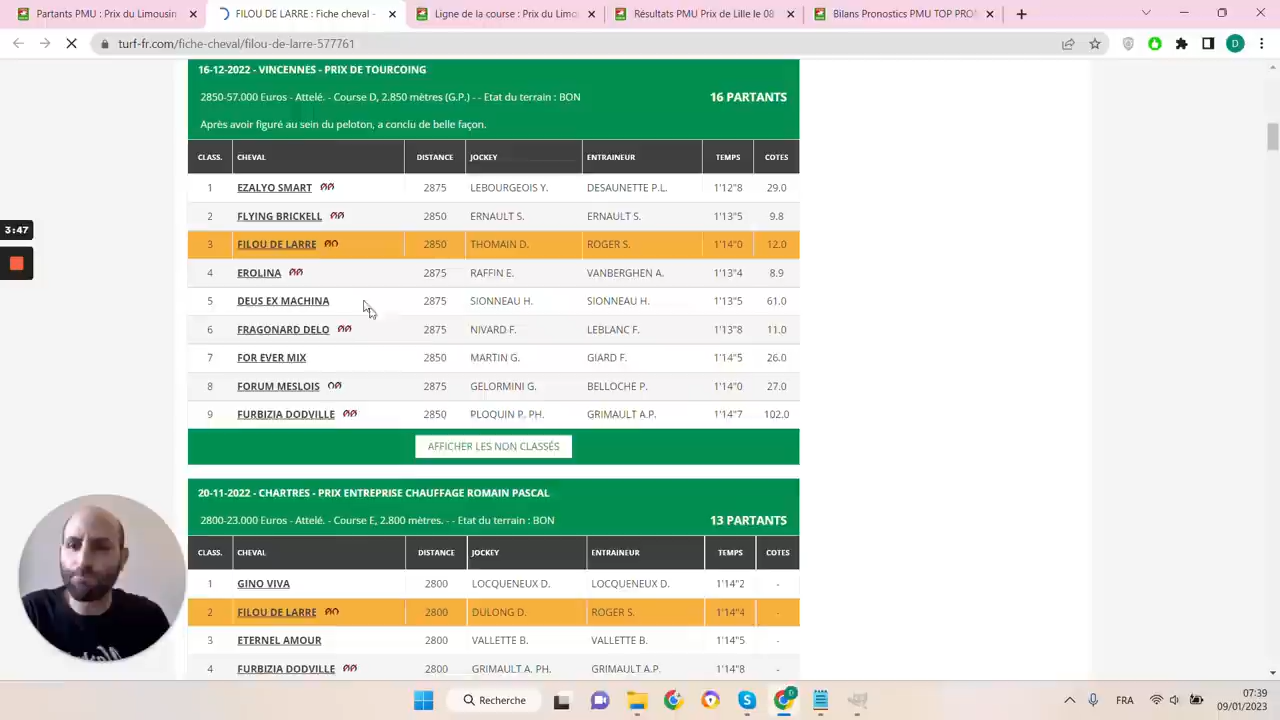 Prix du Limousin
FILOU DE LARRE :
FONCEUR - Prix du Limou
Résultats PMU Le 08
Bilans Pronostics PMU TOP PRO
turf-fr.com/fiche-cheval/filou-de-larre-577761
D
16-12-2022 - VINCENNES - PRIX DE TOURCOING
2850-57.000 Euros - Attelé. - Course D, 2.850 mètres (G.P.) - - Etat du terrain : BON
16 PARTANTS
Après avoir figuré au sein du peloton, a conclu de belle façon.
CLASS. CHEVAL DISTANCE JOCKEY ENTRAINEUR TEMPS COTES
1 EZALYO SMART 2875 LEBOURGEOIS Y. DESAUNETTE P.L. 1'12"8 29.0
2 FLYING BRICKELL 2850 ERNAULT S. ERNAULT S. 1'13"5 9.8
3 FILOU DE LARRE 2850 THOMAIN D. ROGER S. 1'14"0 12.0
4 EROLINA 2875 RAFFIN E. VANBERGHEN A. 1'13"4 8.9
5 DEUS EX MACHINA 2875 SIONNEAU H. SIONNEAU H. 1'13"5 61.0
6 FRAGONARD DELO 2875 NIVARD F. LEBLANC F. 1'13"8 11.0
7 FOR EVER MIX 2850 MARTIN G. GIARD F. 1'14"5 26.0
8 FORUM MESLOIS 2875 GELORMINI G. BELLOCHE P. 1'14"0 27.0
9 FURBIZIA DODVILLE 2850 PLOQUIN P. PH. GRIMAULT A.P. 1'14"7 102.0
AFFICHER LES NON CLASSÉS
20-11-2022 - CHARTRES - PRIX ENTREPRISE CHAUFFAGE ROMAIN PASCAL
2800-23.000 Euros - Attelé. - Course E, 2.800 mètres. - - Etat du terrain : BON
13 PARTANTS
CLASS. CHEVAL DISTANCE JOCKEY ENTRAINEUR TEMPS COTES
1 GINO VIVA 2800 LOCQUENEUX D. LOCQUENEUX D. 1'14"2 -
2 FILOU DE LARRE 2800 DULONG D. ROGER S. 1'14"4 -
3 ETERNEL AMOUR 2800 VALLETTE B. VALLETTE B. 1'14"5 -
4 FURBIZIA DODVILLE 2800 GRIMAULT A. PH. GRIMAULT A.P. 1'14"8 -
3:47
Recherche
FRA
07:39
09/01/2023